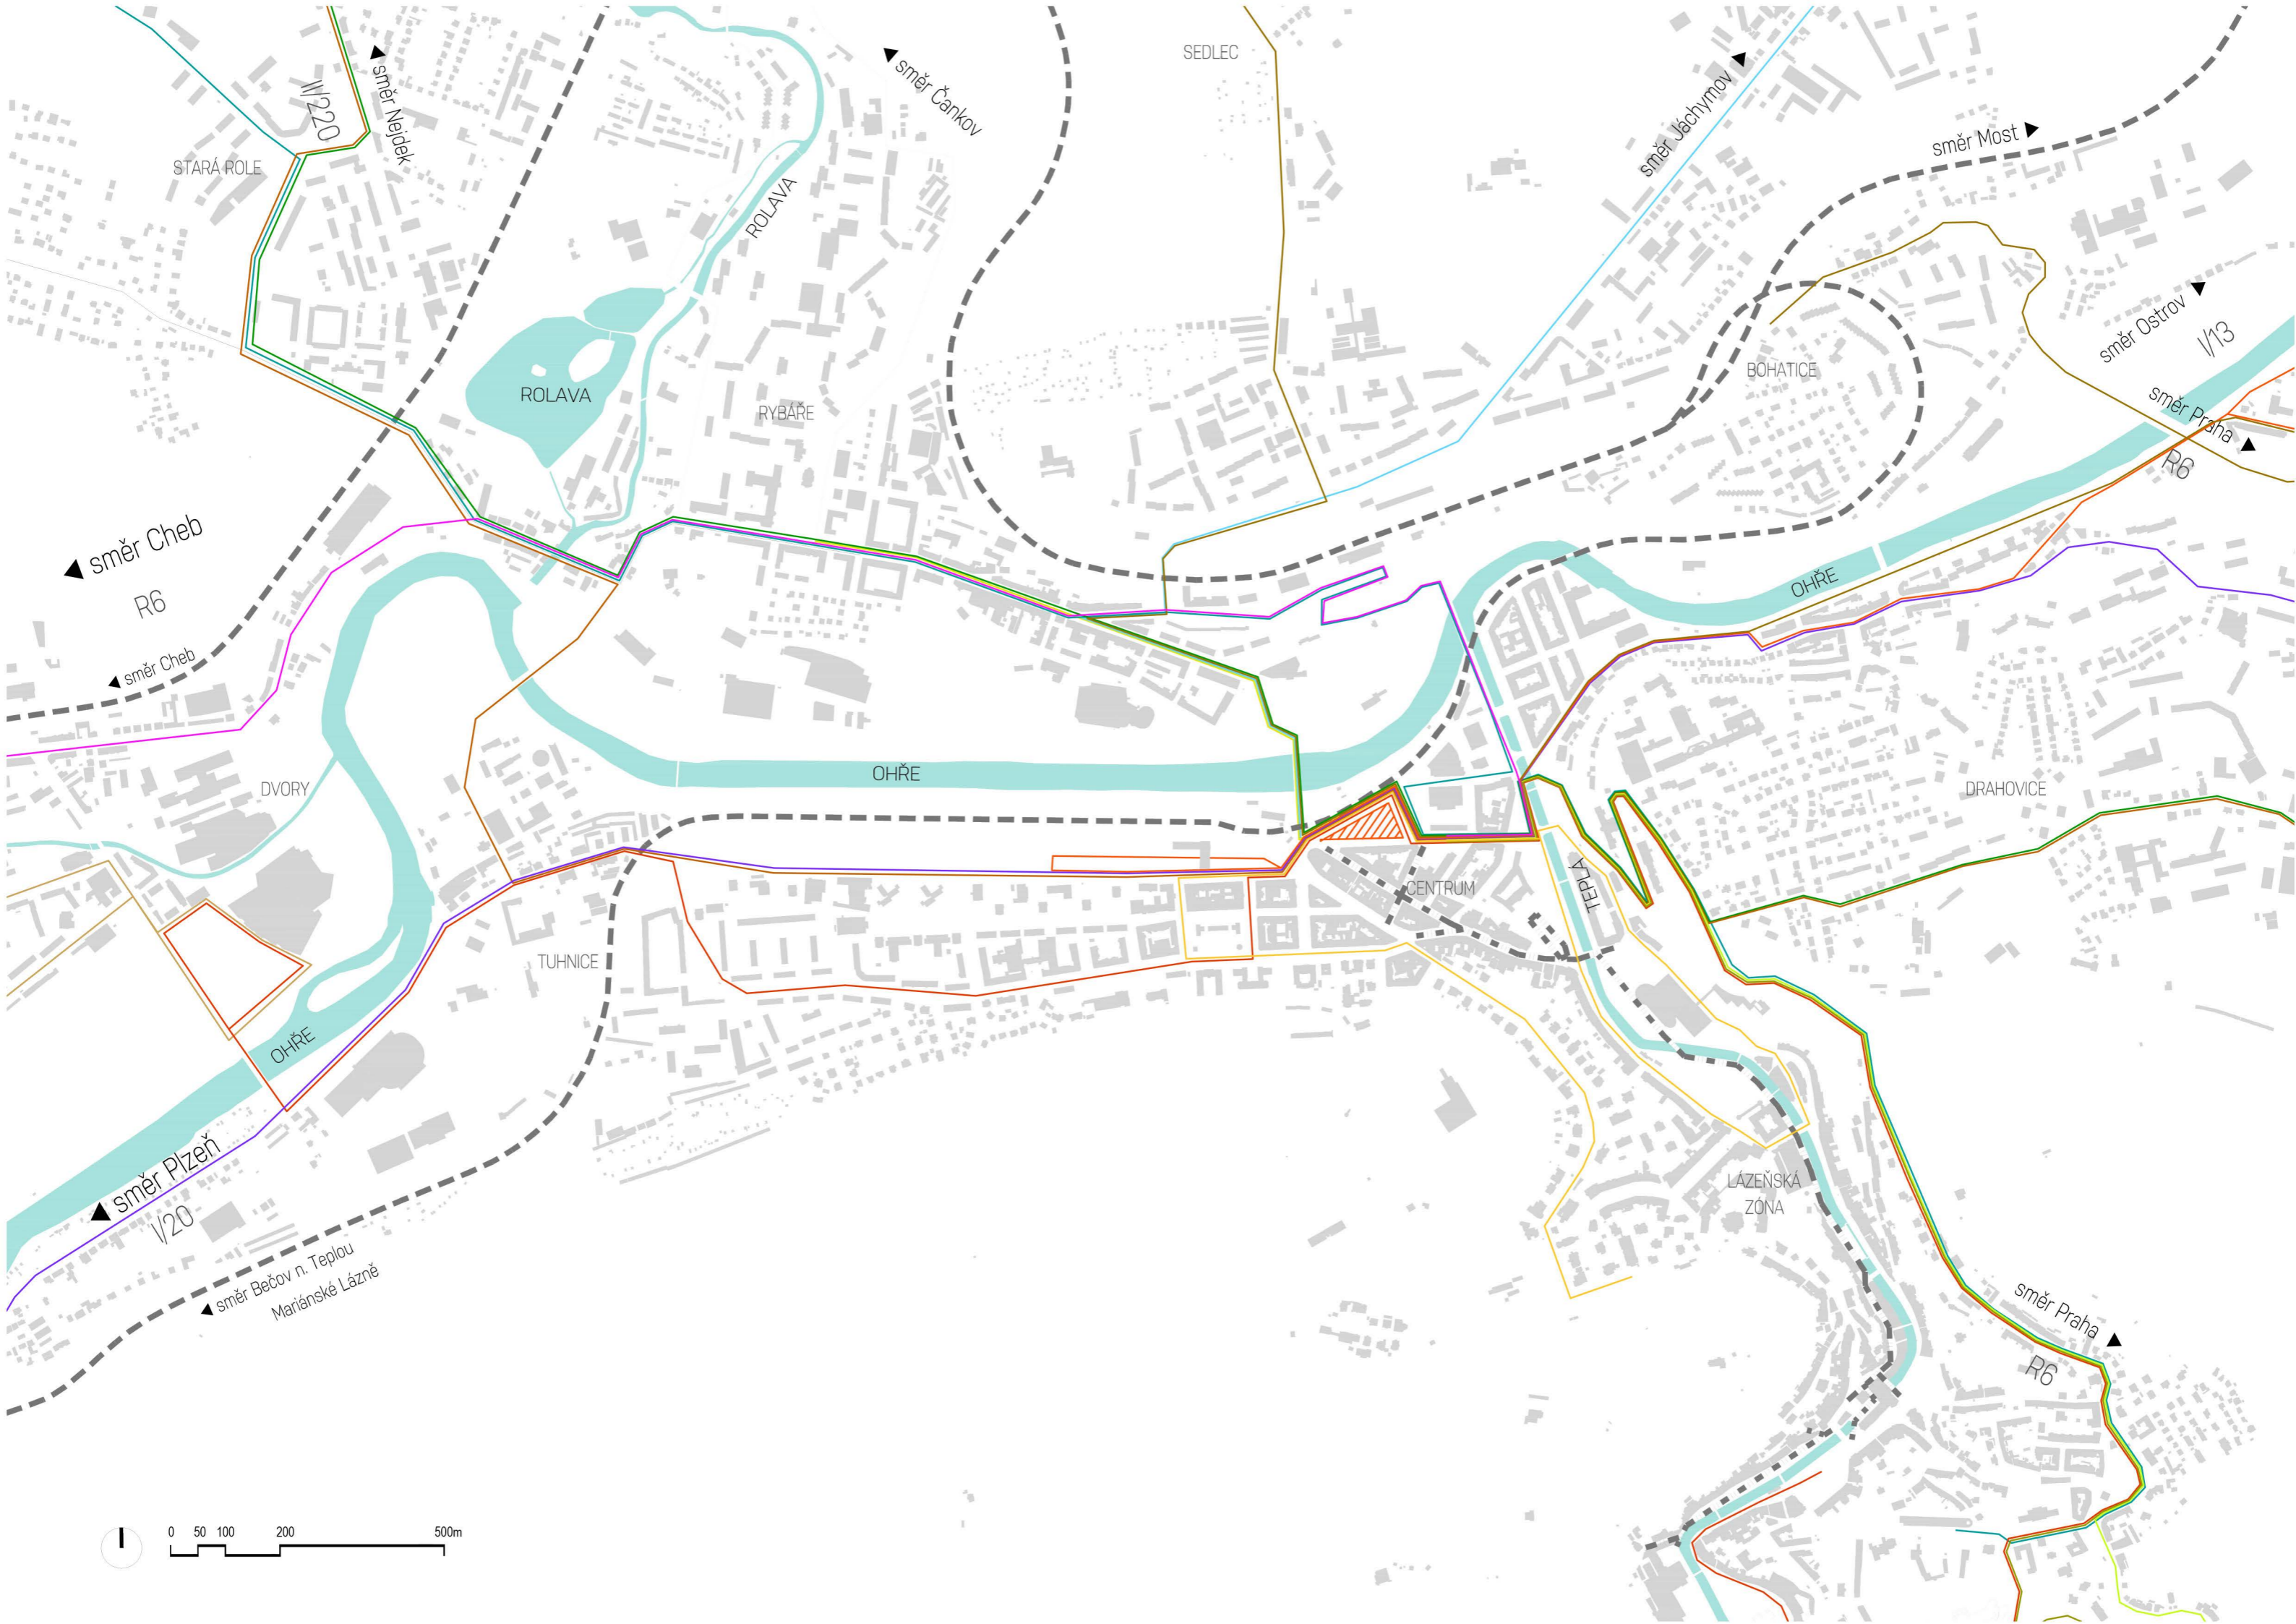 SEDLEC
směr Nejdek
II/220
směr Čankov
směr Jáchymov
směr Most
STARÁ ROLE
ROLAVA
směr Ostrov
I/13
BOHATICE
ROLAVA
RYBÁŘE
směr Praha
R6
směr Cheb
R6
OHŘE
směr Cheb
OHŘE
DVORY
DRAHOVICE
TEPLÁ
CENTRUM
TUHNICE
OHŘE
směr Plzeň
I/20
LÁZEŇSKÁ
ZÓNA
směr Bečov n. Teplou
Mariánské Lázně
směr Praha
R6
0 50 100 200 500m